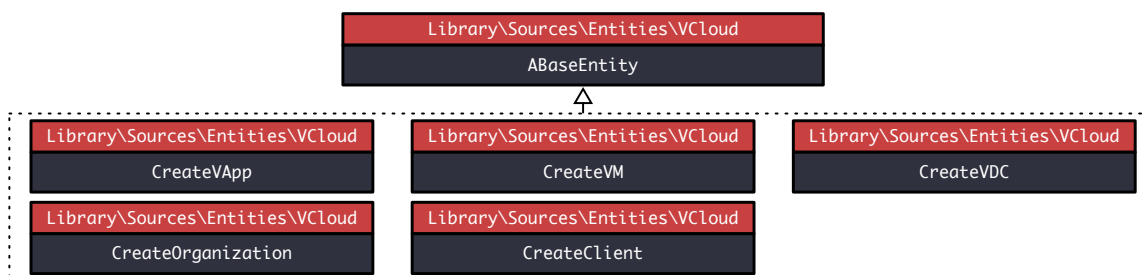 Library\Sources\Entities\VCloud
ABaseEntity
Library\Sources\Entities\VCloud
CreateVApp
Library\Sources\Entities\VCloud
CreateVM
Library\Sources\Entities\VCloud
CreateVDC
Library\Sources\Entities\VCloud
CreateOrganization
Library\Sources\Entities\VCloud
CreateClient